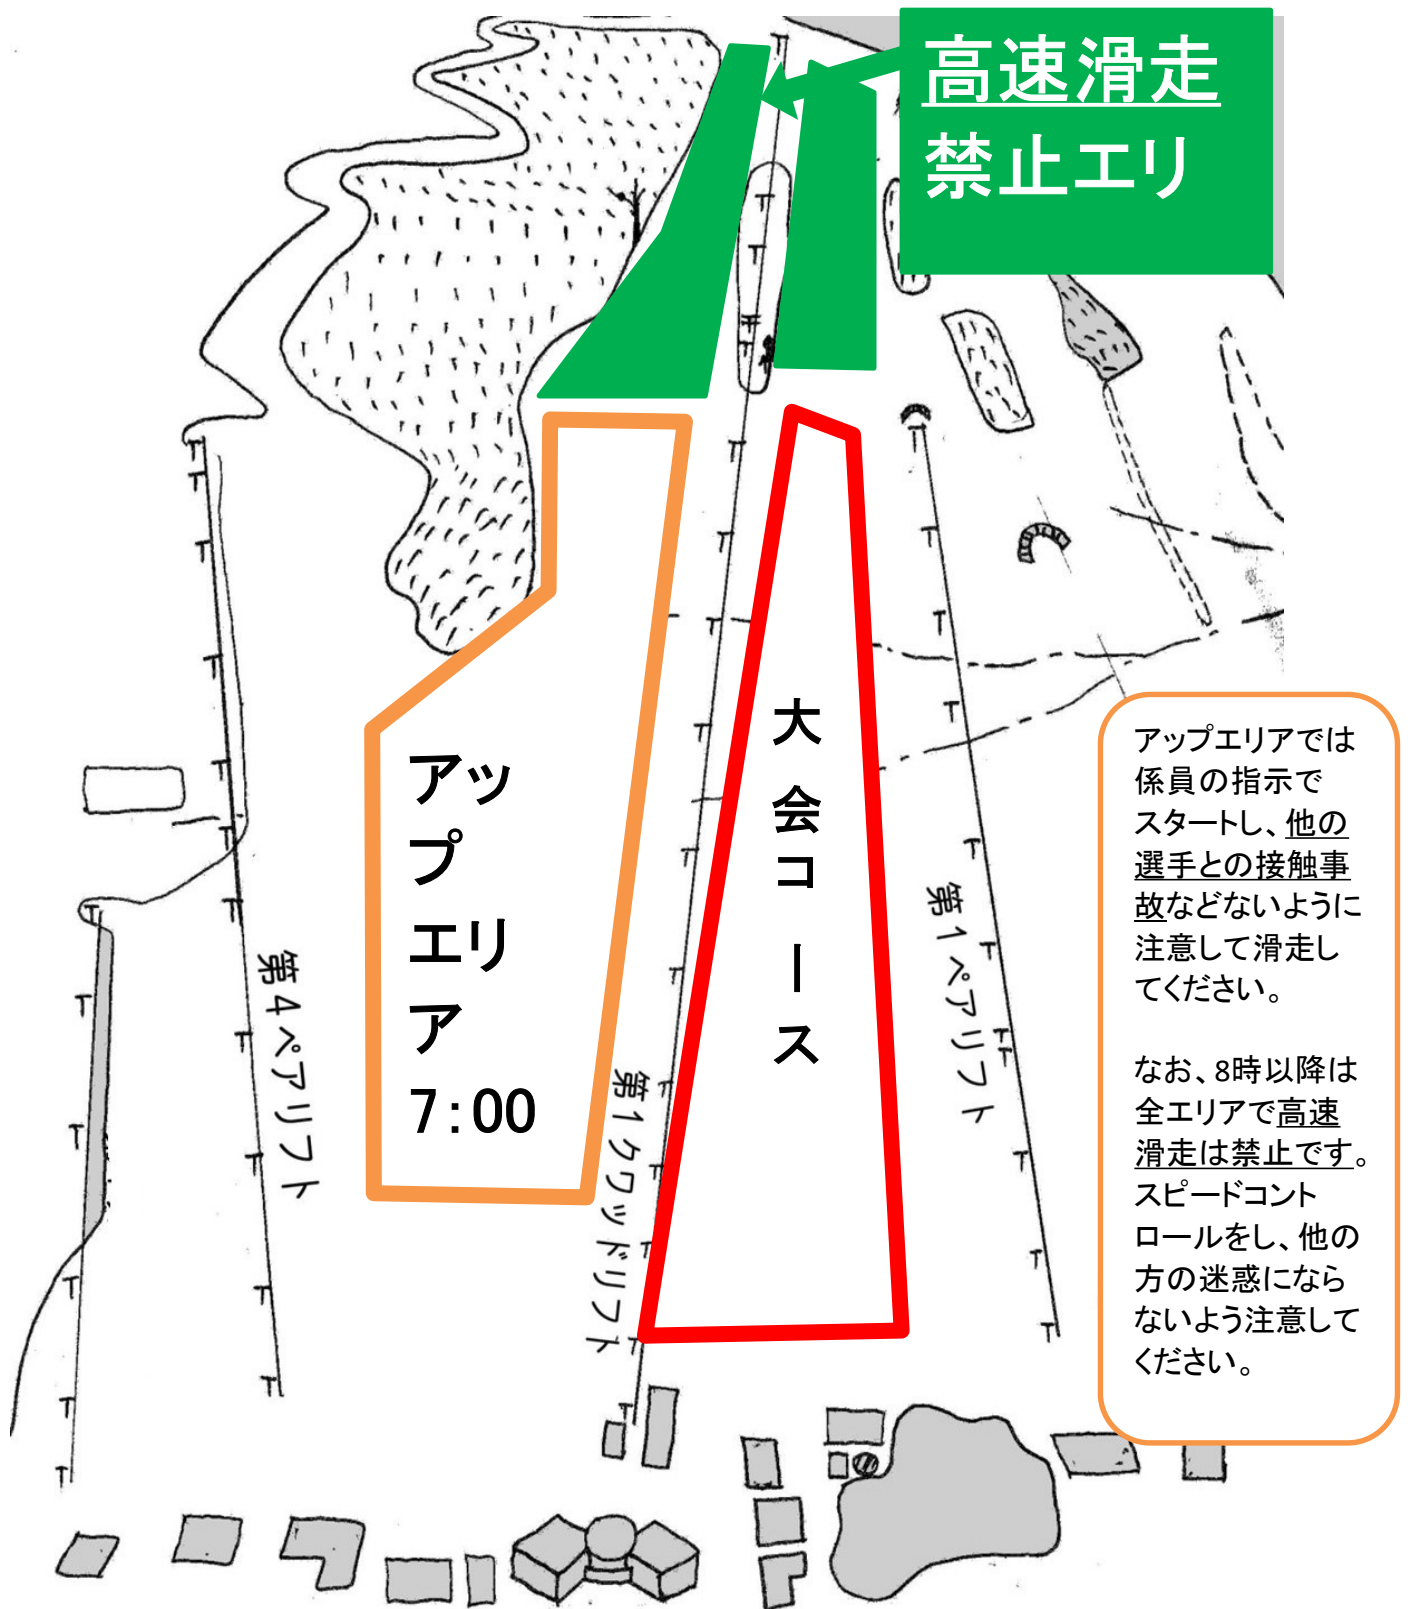 高速滑走
禁止エリ
アッ
プ
エリ
ア
7:00
大会コース
第4ペアリフト
第1クワッドリフト
第1ペアリフト
アップエリアでは
係員の指示で
スタートし、他の
選手との接触事
故などないように
注意して滑走し
てください。
なお、8時以降は
全エリアで高速
滑走は禁止です。
スピードコント
ロールをし、他の
方の迷惑になら
ないよう注意して
ください。